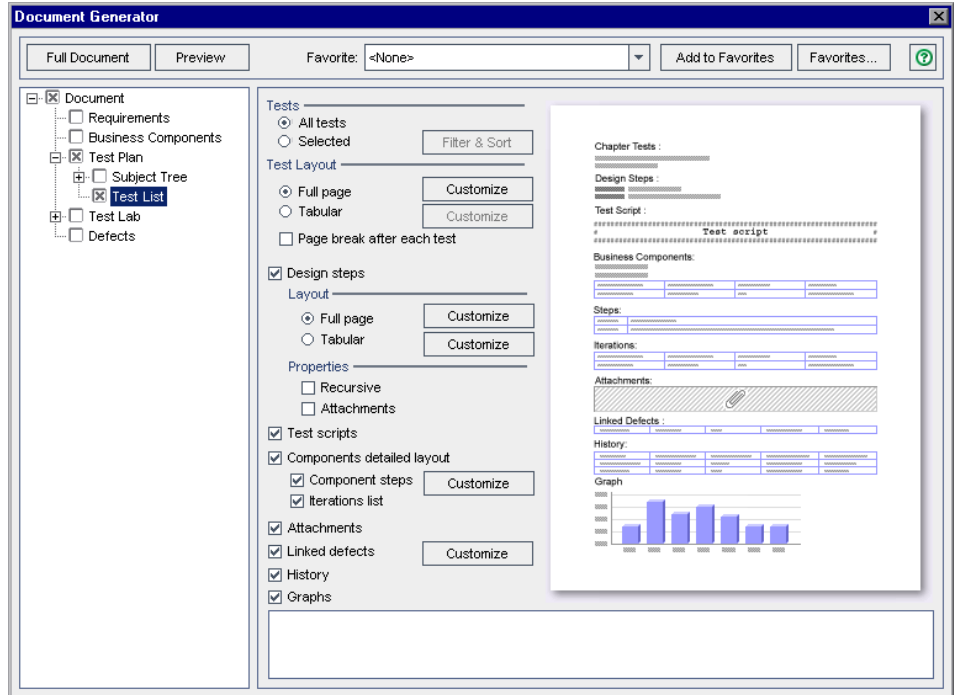 Document Generator
Full Document Preview Favorite: <None> Add to Favorites Favorites...
Document
Requirements
Business Components
Test Plan
Subject Tree
Test List
Test Lab
Defects
Tests
All tests
Selected Filter & Sort
Test Layout
Full page Customize
Tabular Customize
Page break after each test
Design steps
Layout
Full page Customize
Tabular Customize
Properties
Recursive
Attachments
Test scripts
Components detailed layout
Component steps Customize
Iterations list
Attachments
Linked defects Customize
History
Graphs
Chapter Tests :
Design Steps :
Test Script :
Test script
Business Components:
Steps:
Iterations:
Attachments:
Linked Defects :
History:
Graph